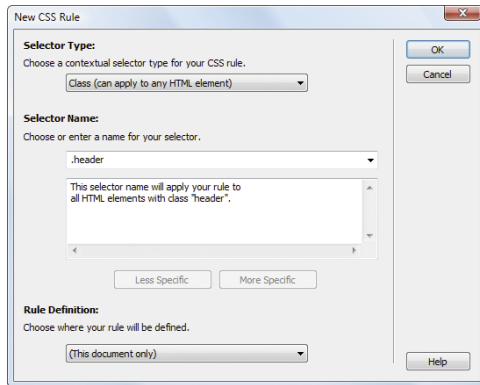 New CSS Rule
Selector Type:
Choose a contextual selector type for your CSS rule.
Class (can apply to any HTML element)
Selector Name:
Choose or enter a name for your selector.
.header
This selector name will apply your rule to
all HTML elements with class "header".
Less Specific
More Specific
Rule Definition:
Choose where your rule will be defined.
(This document only)
OK
Cancel
Help